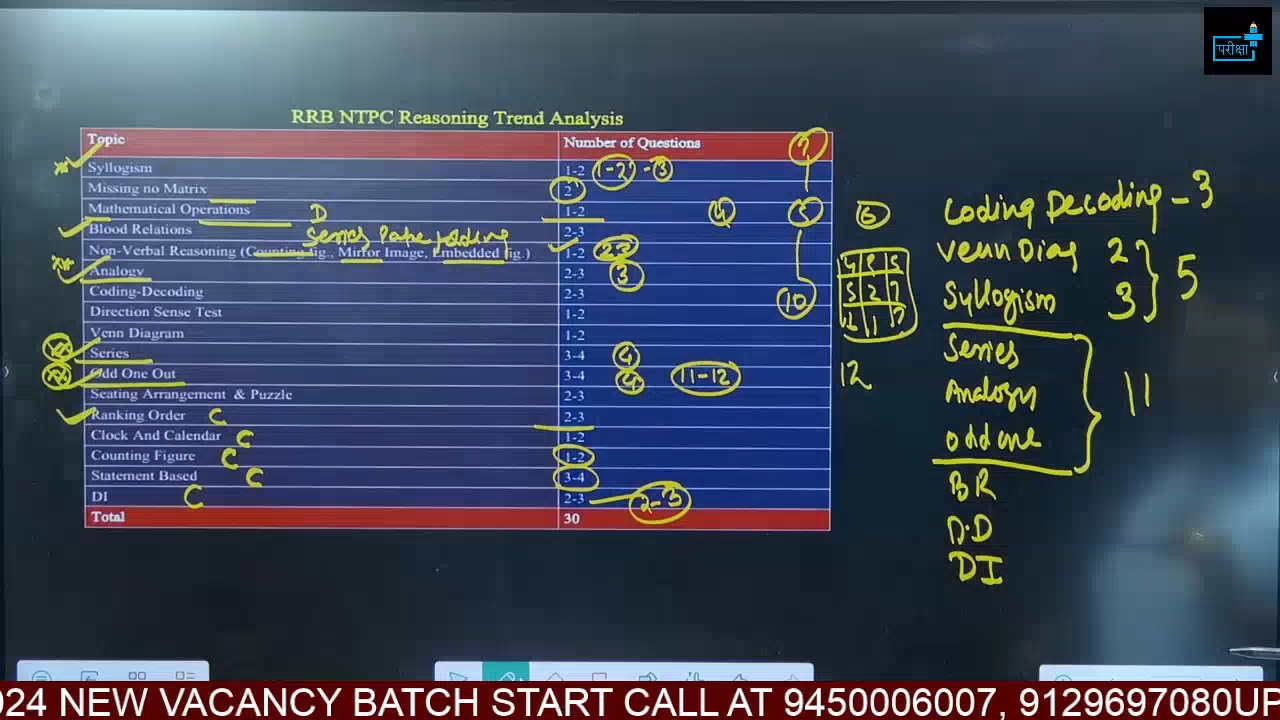 परीक्षा
RRB NTPC Reasoning Trend Analysis
Topic Number of Questions 7
Syllogism 1-2 1-2 - 3
Missing no Matrix 2
Mathematical Operations D 1-2 4 5 6
Blood Relations 2-3
Series Pape folding
Non-Verbal Reasoning (Counting fig., Mirror Image, Embedded fig.) 1-2
Analogy 2-3 3
Coding-Decoding 2-3 10
Direction Sense Test 1-2
Venn Diagram 1-2
Series 3-4 4
Odd One Out 3-4 4 11-12 12
Seating Arrangement & Puzzle 2-3
Ranking Order C 2-3
Clock And Calendar C 1-2
Counting Figure C 1-2
Statement Based C 3-4
DI C 2-3 2-3
Total 30
5 2 7
Coding Decoding - 3
Venn Diag 2
Syllogism 3
5
Series
Analogy
odd one
11
BR
D.D
DI
024 NEW VACANCY BATCH START CALL AT 9450006007, 9129697080UP